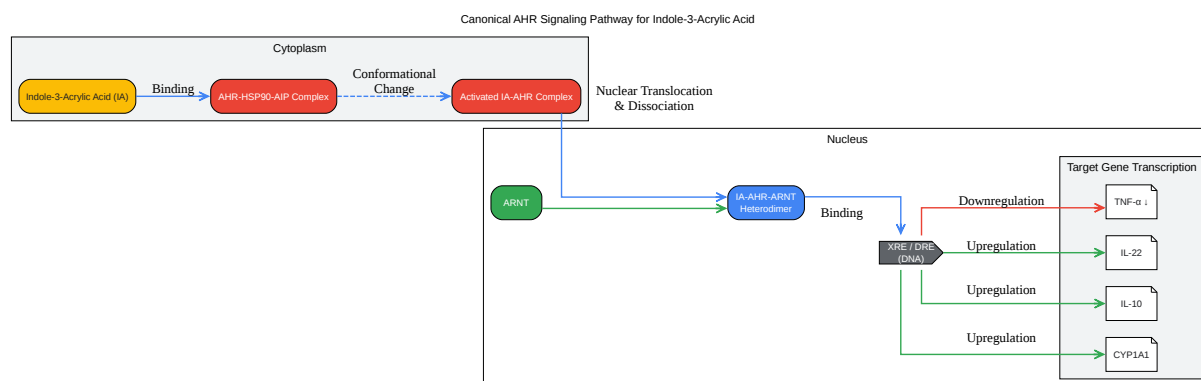 Canonical AHR Signaling Pathway for Indole-3-Acrylic Acid
Cytoplasm
Indole-3-Acrylic Acid (IA)
Binding
AHR-HSP90-AIP Complex
Conformational
Change
Activated IA-AHR Complex
Nuclear Translocation
& Dissociation
Nucleus
ARNT
IA-AHR-ARNT
Heterodimer
Binding
XRE / DRE
(DNA)
Target Gene Transcription
Downregulation
TNF-α ↓
Upregulation
IL-22
Upregulation
IL-10
Upregulation
CYP1A1